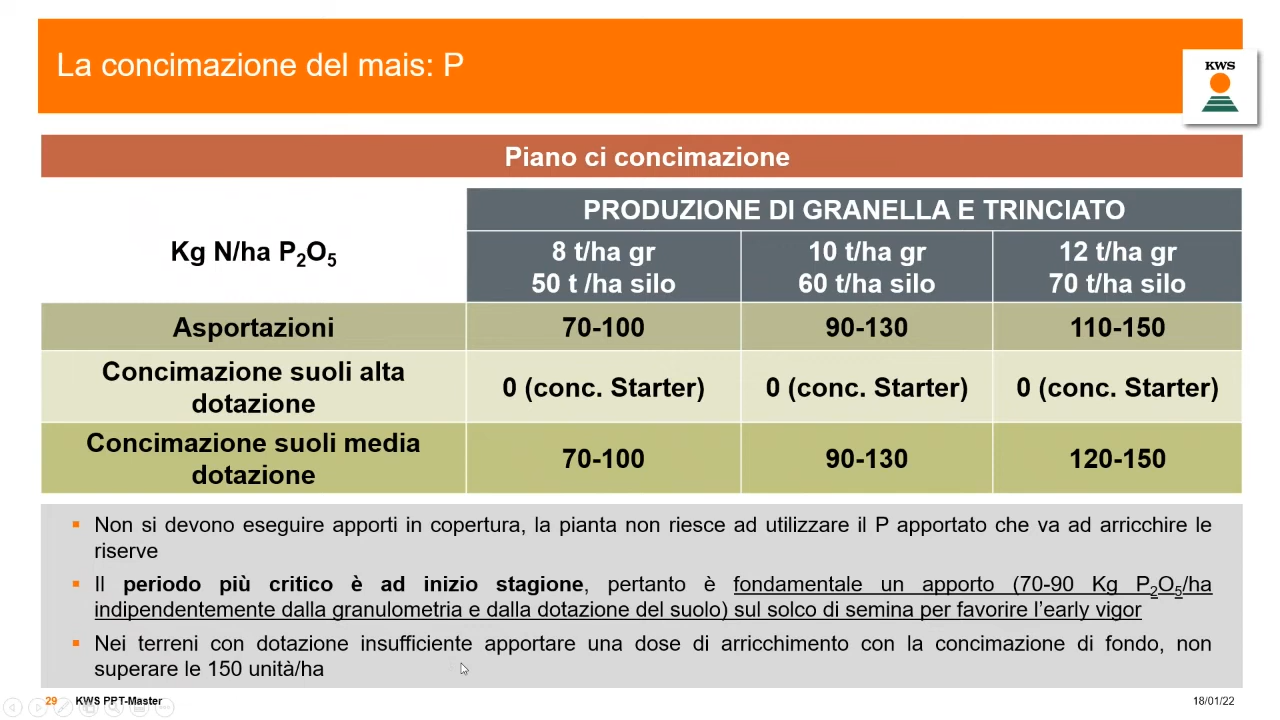 La concimazione del mais: P
KWS
Piano ci concimazione
Kg N/ha P₂O₅
PRODUZIONE DI GRANELLA E TRINCIATO
8 t/ha gr
50 t /ha silo
10 t/ha gr
60 t/ha silo
12 t/ha gr
70 t/ha silo
Asportazioni
70-100
90-130
110-150
Concimazione suoli alta
dotazione
0 (conc. Starter)
0 (conc. Starter)
0 (conc. Starter)
Concimazione suoli media
dotazione
70-100
90-130
120-150
▪ Non si devono eseguire apporti in copertura, la pianta non riesce ad utilizzare il P apportato che va ad arricchire le
riserve
▪ Il periodo più critico è ad inizio stagione, pertanto è fondamentale un apporto (70-90 Kg P₂O₅/ha
indipendentemente dalla granulometria e dalla dotazione del suolo) sul solco di semina per favorire l’early vigor
▪ Nei terreni con dotazione insufficiente apportare una dose di arricchimento con la concimazione di fondo, non
superare le 150 unità/ha
29 KWS PPT-Master
18/01/22